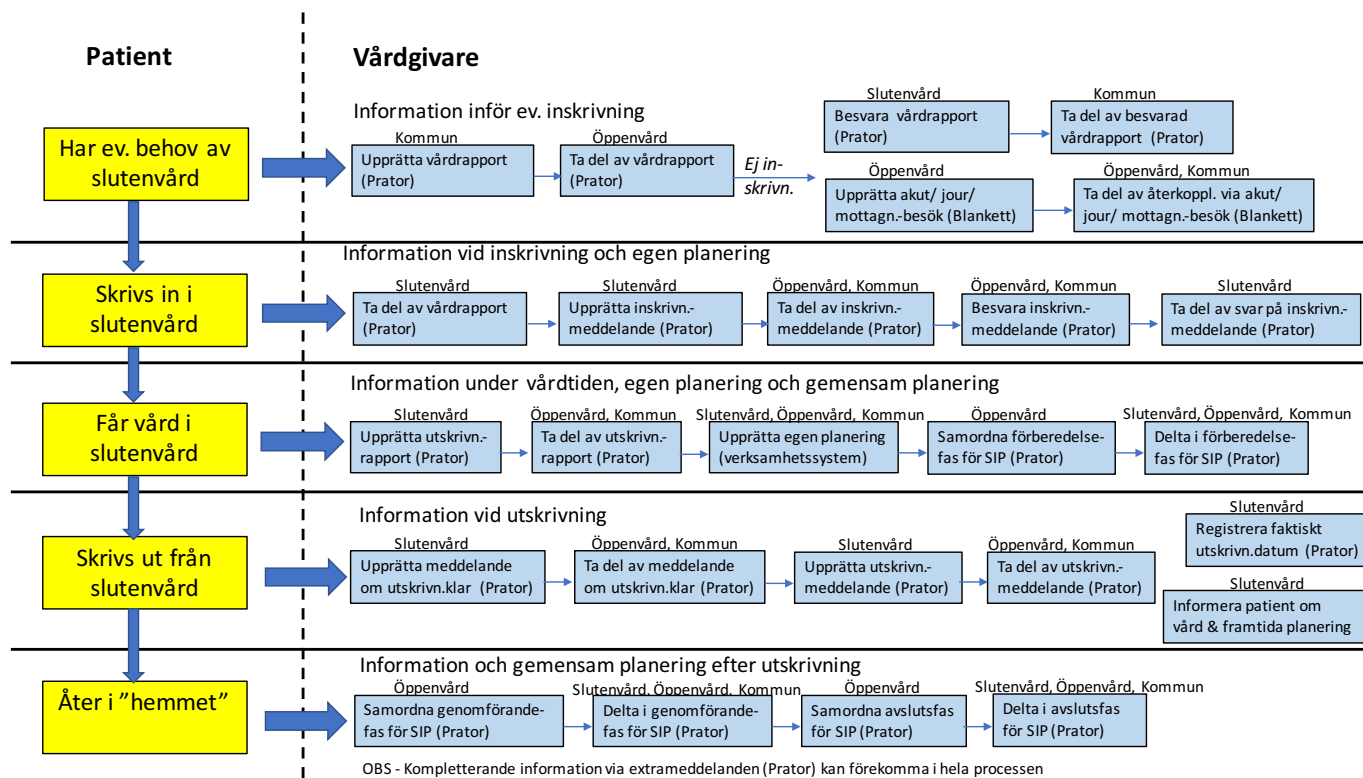 Patient
Vårdgivare
Information inför ev. inskrivning
Har ev. behov av
slutenvård
Kommun
Upprätta vårdrapport
(Prator)
Öppenvård
Ta del av vårdrapport
(Prator)
Ej in-
skrivn.
Slutenvård
Besvara vårdrapport
(Prator)
Kommun
Ta del av besvarad
vårdrapport (Prator)
Öppenvård
Upprätta akut/ jour/
mottagn.-besök (Blankett)
Öppenvård, Kommun
Ta del av återkoppl. via akut/
jour/ mottagn.-besök (Blankett)
Information vid inskrivning och egen planering
Skrivs in i
slutenvård
Slutenvård
Ta del av vårdrapport
(Prator)
Slutenvård
Upprätta inskrivn.-
meddelande (Prator)
Öppenvård, Kommun
Ta del av inskrivn.-
meddelande (Prator)
Öppenvård, Kommun
Besvara inskrivn.-
meddelande (Prator)
Slutenvård
Ta del av svar på inskrivn.-
meddelande (Prator)
Information under vårdtiden, egen planering och gemensam planering
Får vård i
slutenvård
Slutenvård
Upprätta utskrivn.-
rapport (Prator)
Öppenvård, Kommun
Ta del av utskrivn.-
rapport (Prator)
Slutenvård, Öppenvård, Kommun
Upprätta egen planering
(verksamhetssystem)
Öppenvård
Samordna förberedelse-
fas för SIP (Prator)
Slutenvård, Öppenvård, Kommun
Delta i förberedelse-
fas för SIP (Prator)
Information vid utskrivning
Skrivs ut från
slutenvård
Slutenvård
Upprätta meddelande
om utskrivn.klar (Prator)
Öppenvård, Kommun
Ta del av meddelande
om utskrivn.klar (Prator)
Slutenvård
Upprätta utskrivn.-
meddelande (Prator)
Öppenvård, Kommun
Ta del av utskrivn.-
meddelande (Prator)
Slutenvård
Registrera faktiskt
utskrivn.datum (Prator)
Slutenvård
Informera patient om
vård & framtida planering
Information och gemensam planering efter utskrivning
Åter i ”hemmet”
Öppenvård
Samordna genomförande-
fas för SIP (Prator)
Slutenvård, Öppenvård, Kommun
Delta i genomförande-
fas för SIP (Prator)
Öppenvård
Samordna avslutsfas
för SIP (Prator)
Slutenvård, Öppenvård, Kommun
Delta i avslutsfas
för SIP (Prator)
OBS - Kompletterande information via extrameddelanden (Prator) kan förekomma i hela processen